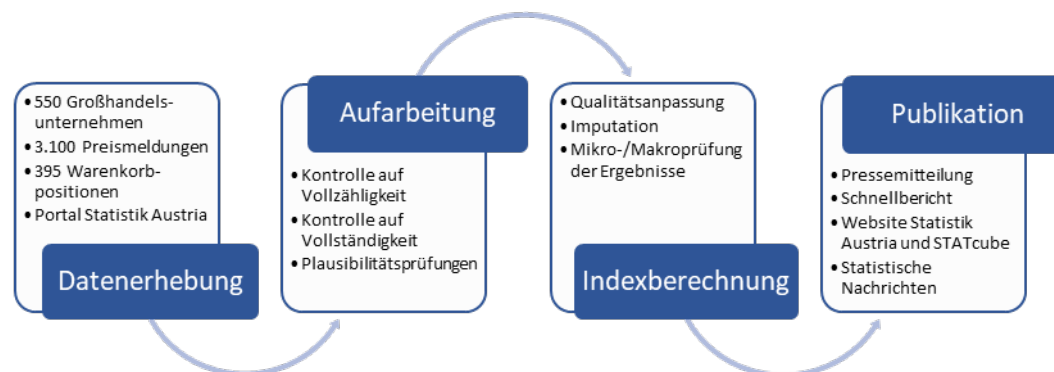 • 550 Großhandels-
unternehmen
• 3.100 Preismeldungen
• 395 Warenkorb-
positionen
• Portal Statistik Austria
Datenerhebung
Aufarbeitung
• Kontrolle auf
Vollzähligkeit
• Kontrolle auf
Vollständigkeit
• Plausibilitätsprüfungen
• Qualitätsanpassung
• Imputation
• Mikro-/Makroprüfung
der Ergebnisse
Indexberechnung
Publikation
• Pressemitteilung
• Schnellbericht
• Website Statistik
Austria und STATcube
• Statistische
Nachrichten